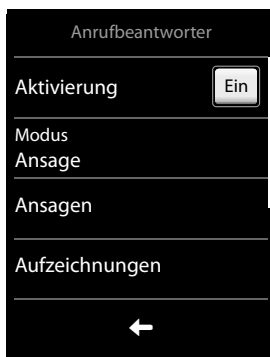 Anrufbeantworter
Aktivierung Ein
Modus
Ansage
Ansagen
Aufzeichnungen